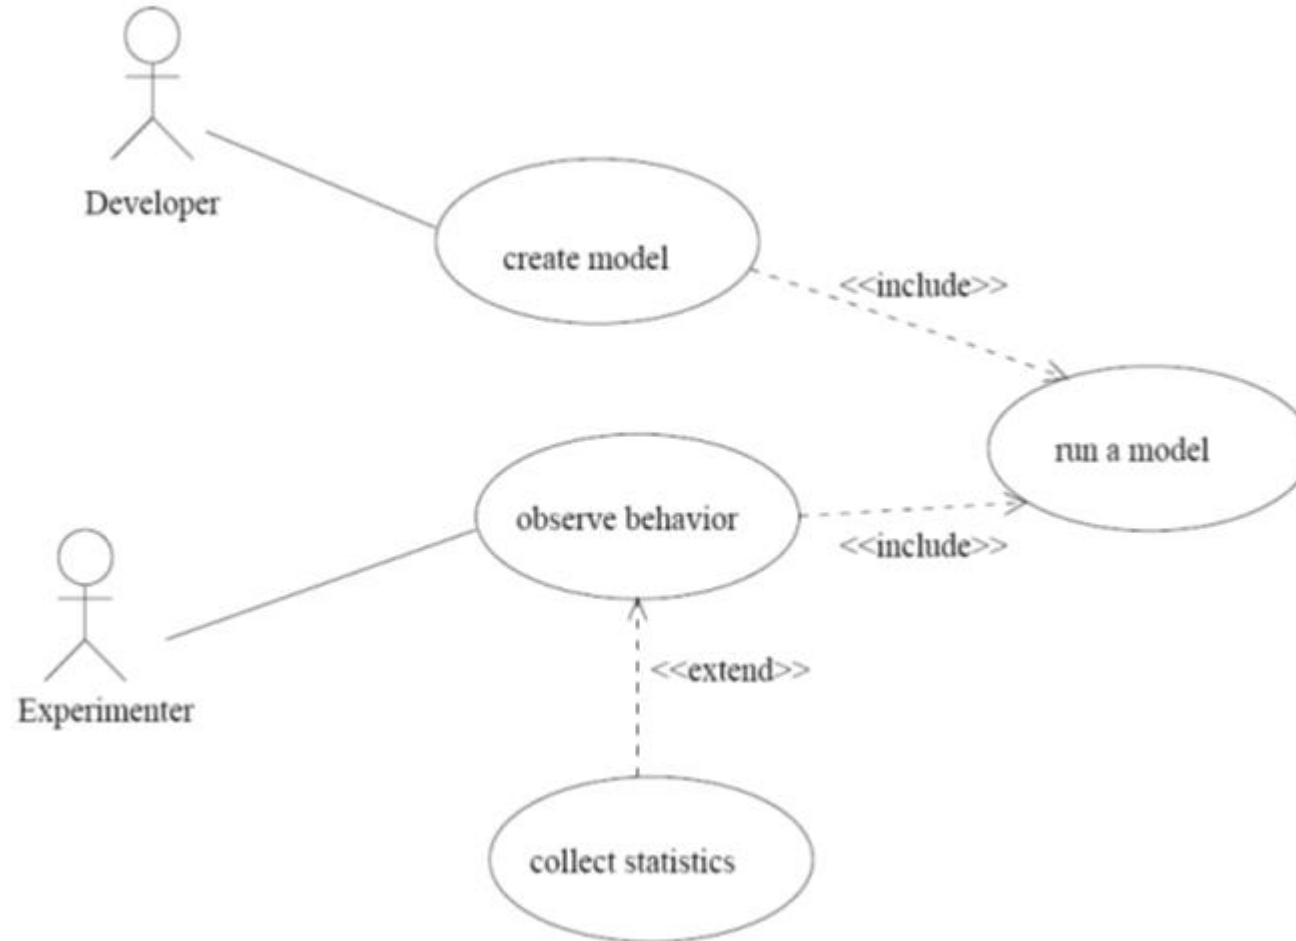 Developer
create model
<<include>>
run a model
observe behavior
<<include>>
<<extend>>
Experimenter
collect statistics